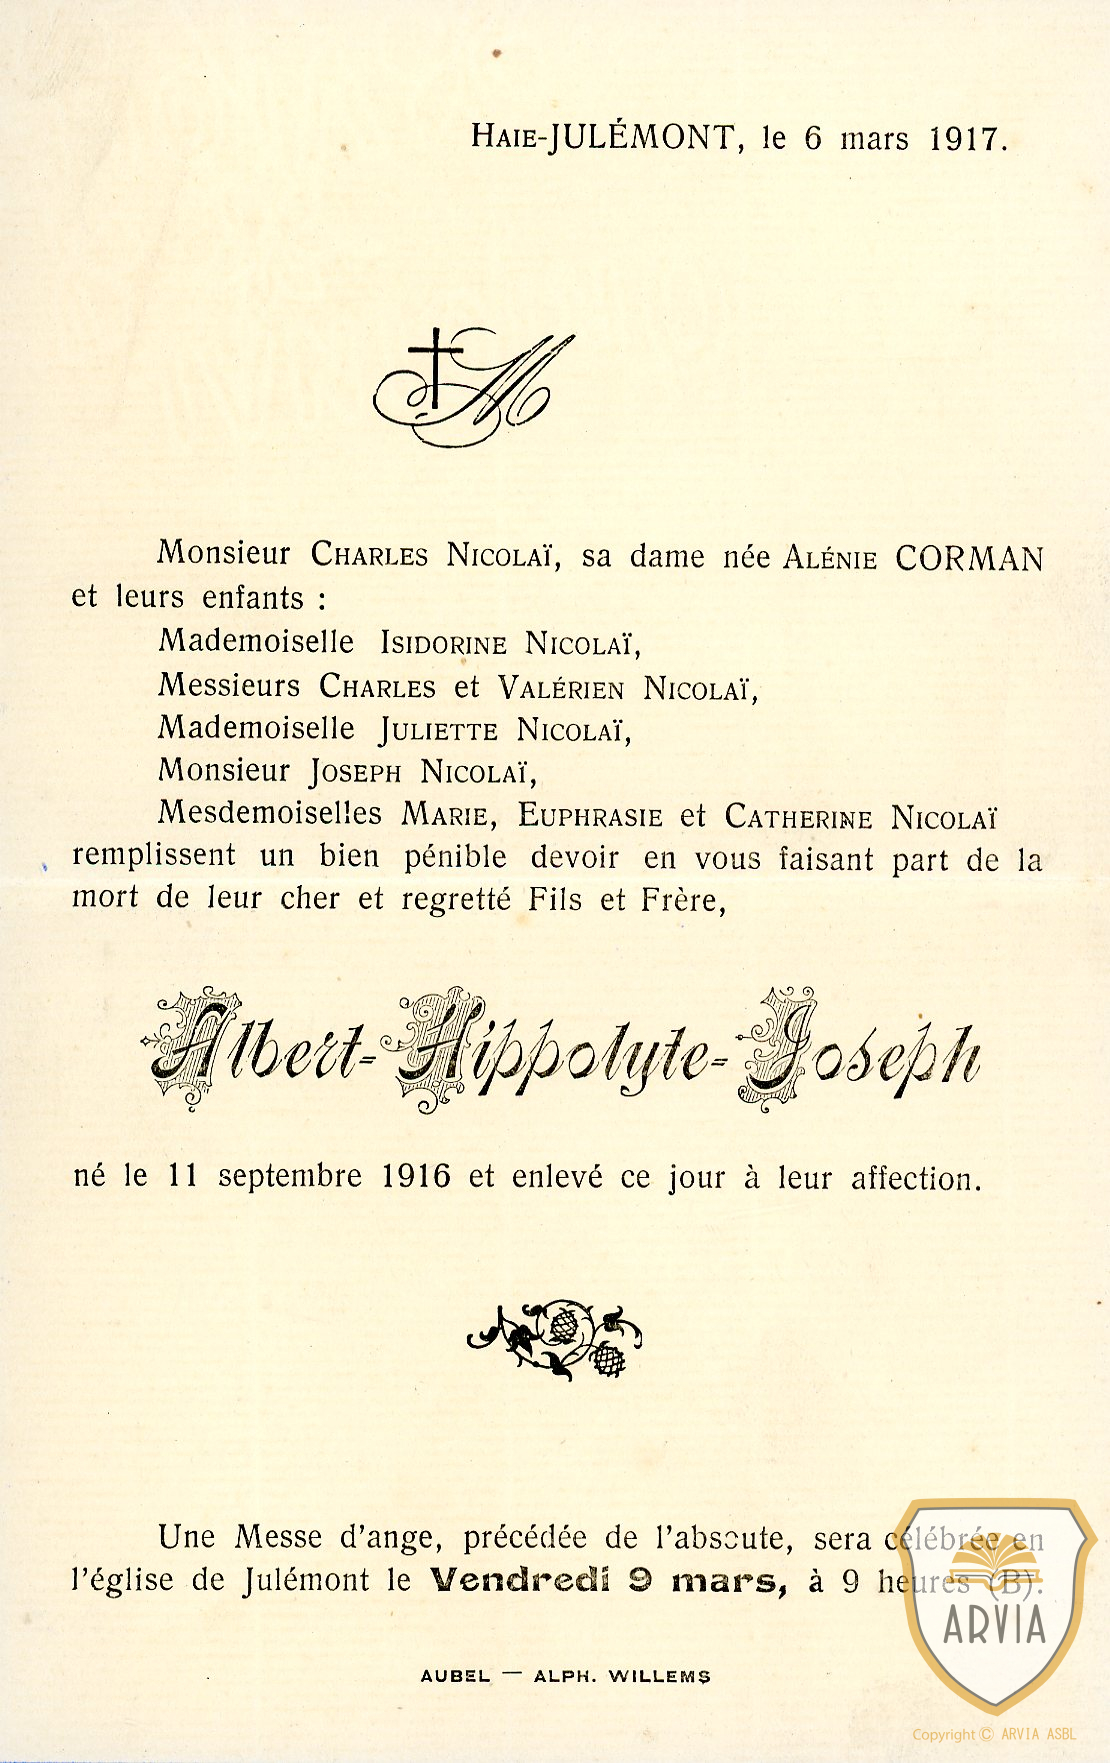 HAIE-JULÉMONT, le 6 mars 1917.
M
Monsieur CHARLES NICOLAÏ, sa dame née ALÉNIE CORMAN
et leurs enfants :
Mademoiselle ISIDORINE NICOLAÏ,
Messieurs CHARLES et VALÉRIEN NICOLAÏ,
Mademoiselle JULIETTE NICOLAÏ,
Monsieur JOSEPH NICOLAÏ,
Mesdemoiselles MARIE, EUPHRASIE et CATHERINE NICOLAÏ
remplissent un bien pénible devoir en vous faisant part de la
mort de leur cher et regretté Fils et Frère,
Albert-Hippolyte-Joseph
né le 11 septembre 1916 et enlevé ce jour à leur affection.
Une Messe d'ange, précédée de l'absoute, sera célébrée en
l'église de Julémont le Vendredi 9 mars, à 9 heures (B).
ARVIA
AUBEL — ALPH. WILLEMS
Copyright © ARVIA ASBL